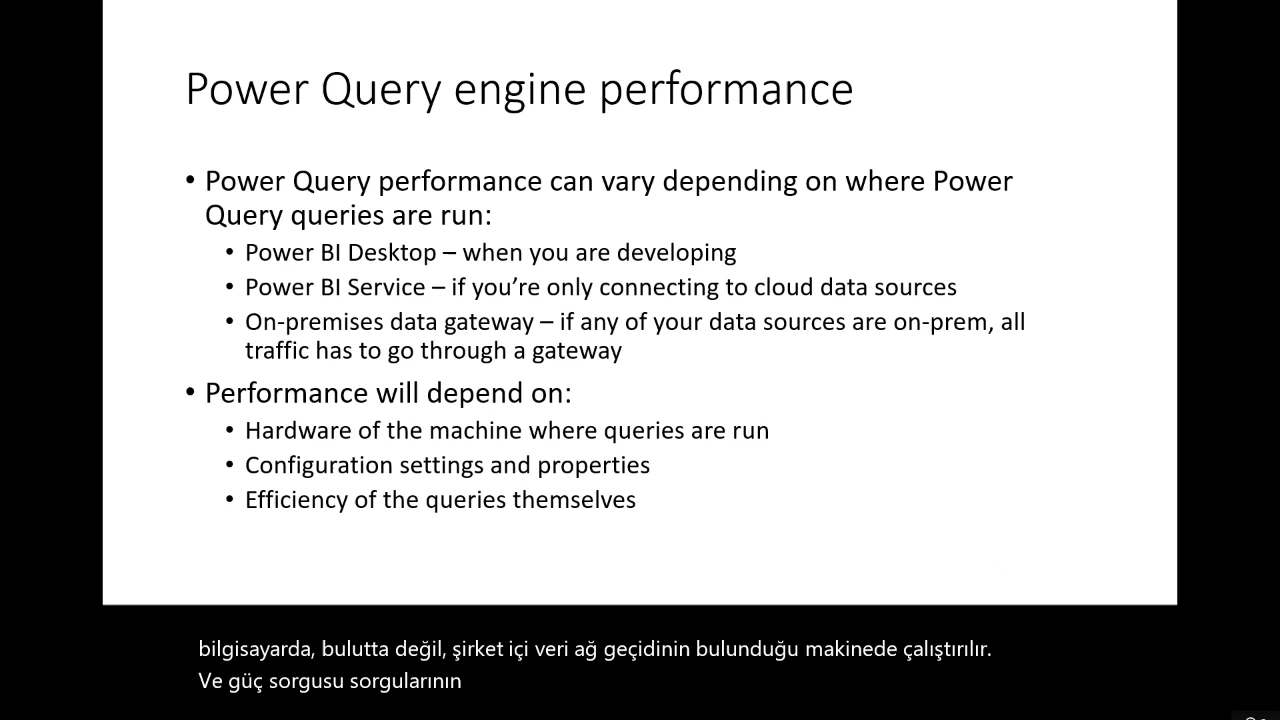 Power Query engine performance
• Power Query performance can vary depending on where Power
Query queries are run:
• Power BI Desktop – when you are developing
• Power BI Service – if you’re only connecting to cloud data sources
• On-premises data gateway – if any of your data sources are on-prem, all
traffic has to go through a gateway
• Performance will depend on:
• Hardware of the machine where queries are run
• Configuration settings and properties
• Efficiency of the queries themselves
bilgisayarda, bulutta değil, şirket içi veri ağ geçidinin bulunduğu makinede çalıştırılır.
Ve güç sorgusu sorgularının